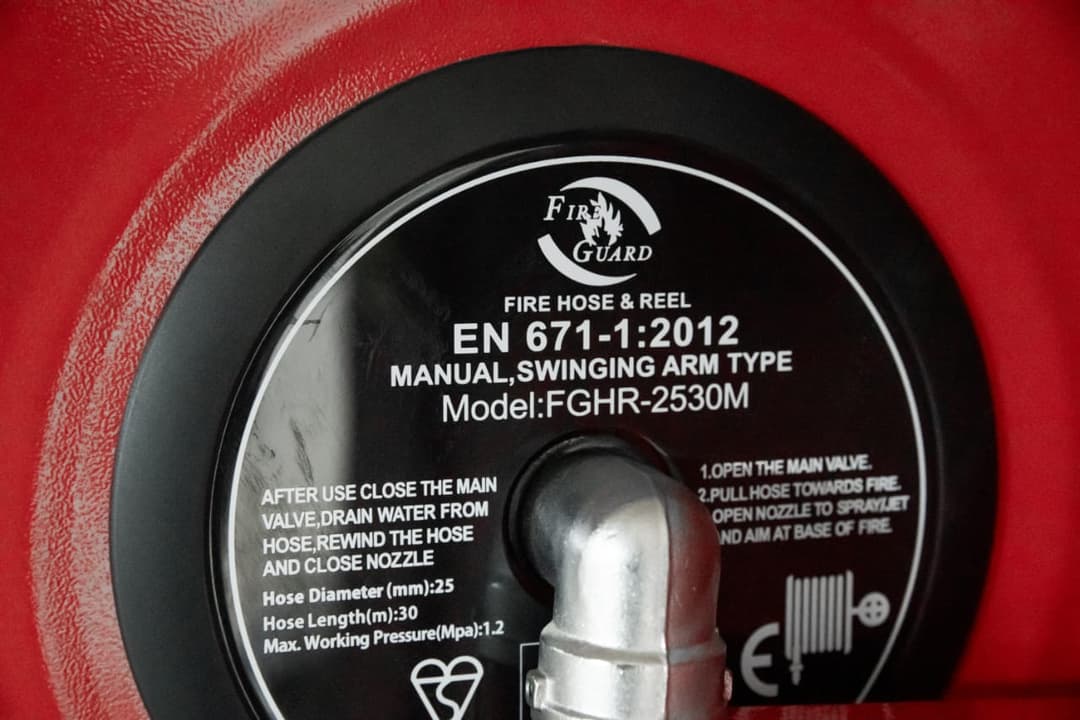 FIRE
GUARD
FIRE HOSE & REEL
EN 671-1:2012
MANUAL,SWINGING ARM TYPE
Model:FGHR-2530M
AFTER USE CLOSE THE MAIN
VALVE,DRAIN WATER FROM
HOSE,REWIND THE HOSE
AND CLOSE NOZZLE
Hose Diameter (mm):25
Hose Length(m):30
Max. Working Pressure(Mpa):1.2
1.OPEN THE MAIN VALVE.
2.PULL HOSE TOWARDS FIRE.
OPEN NOZZLE TO SPRAY/JET
AIM AT BASE OF FIRE.